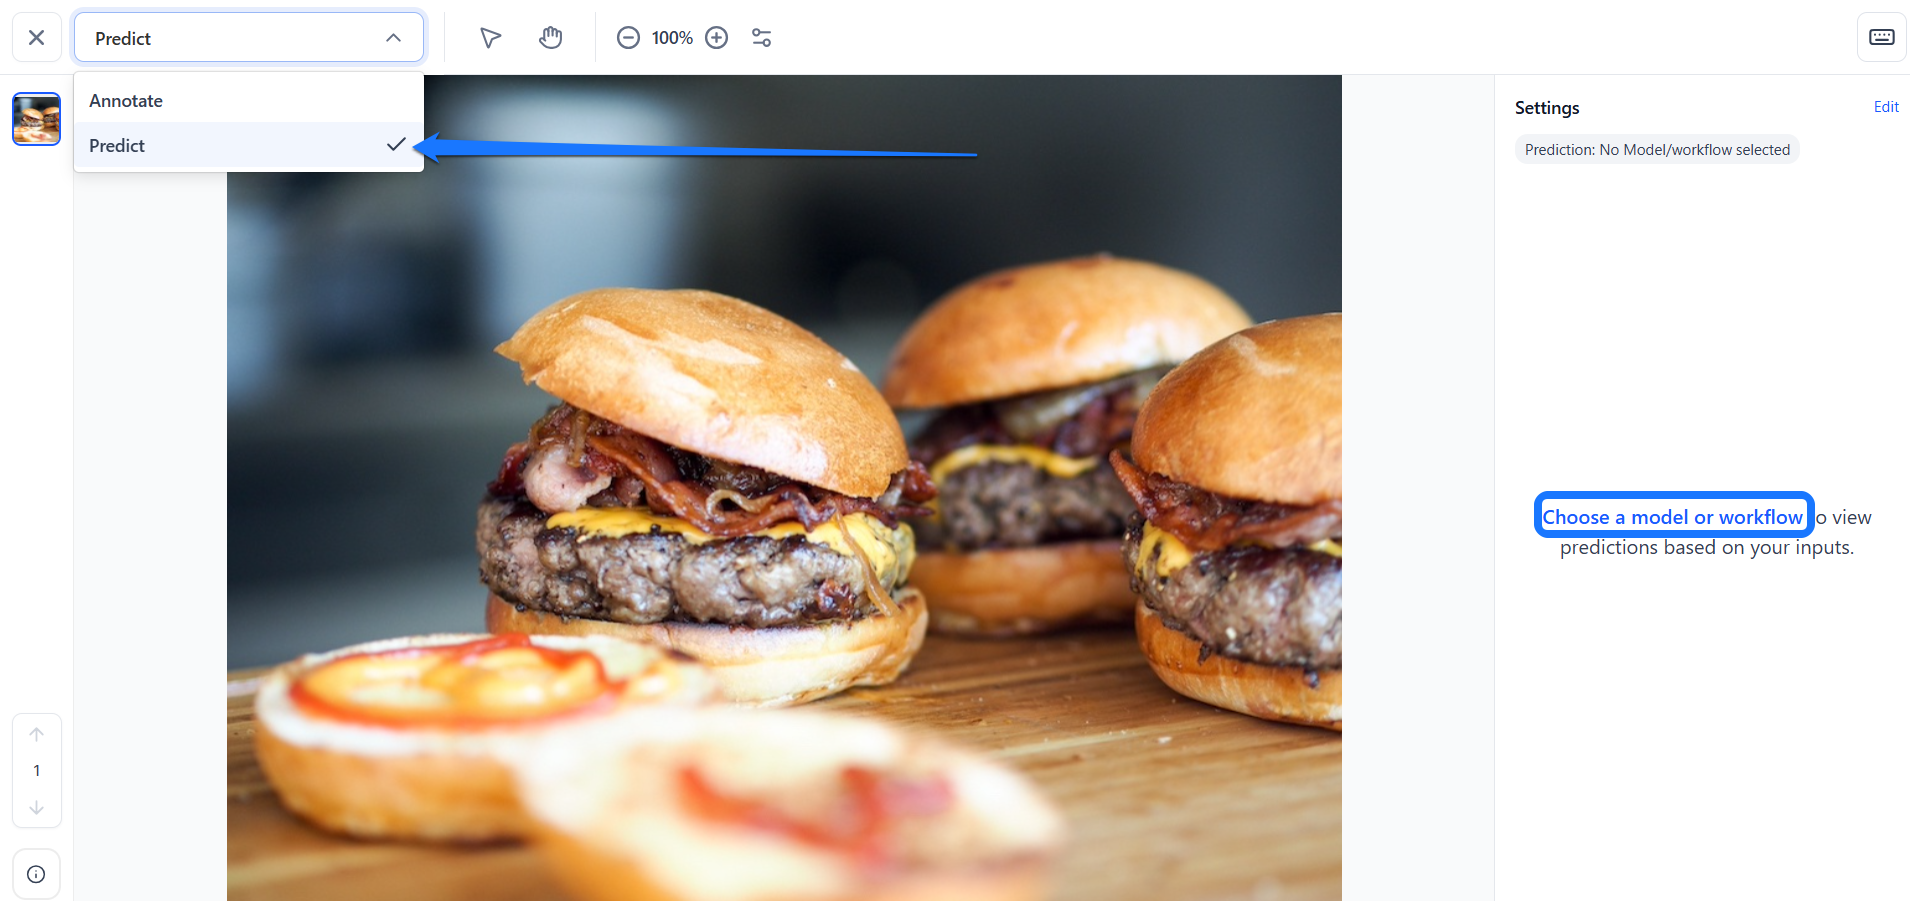 Predict
100%
Annotate
Predict
Settings
Edit
Prediction: No Model/workflow selected
Choose a model or workflow o view
predictions based on your inputs.
1